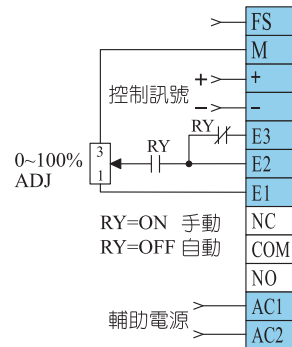 FS
M
+
+
控制訊號
−
−
RY
E3
RY
E2
3
0~100%
1
ADJ
E1
RY=ON 手動
NC
RY=OFF 自動
COM
NO
輔助電源
AC1
AC2